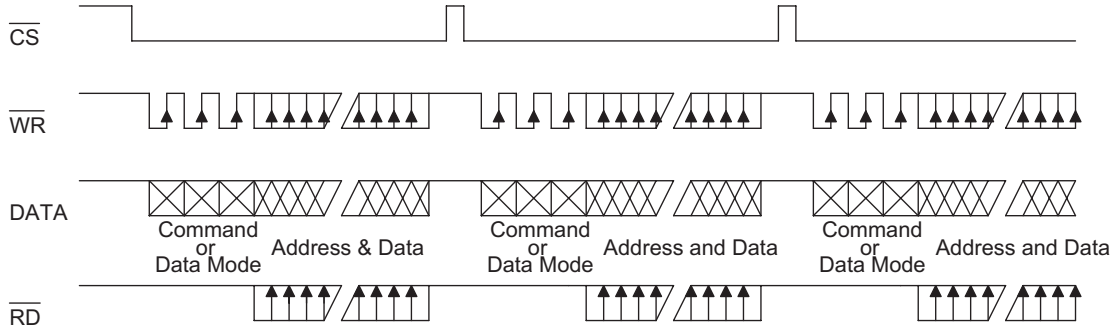 CS
WR
DATA
Command
or
Data Mode
Address & Data
Command
or
Data Mode
Address and Data
Command
or
Data Mode
Address and Data
RD